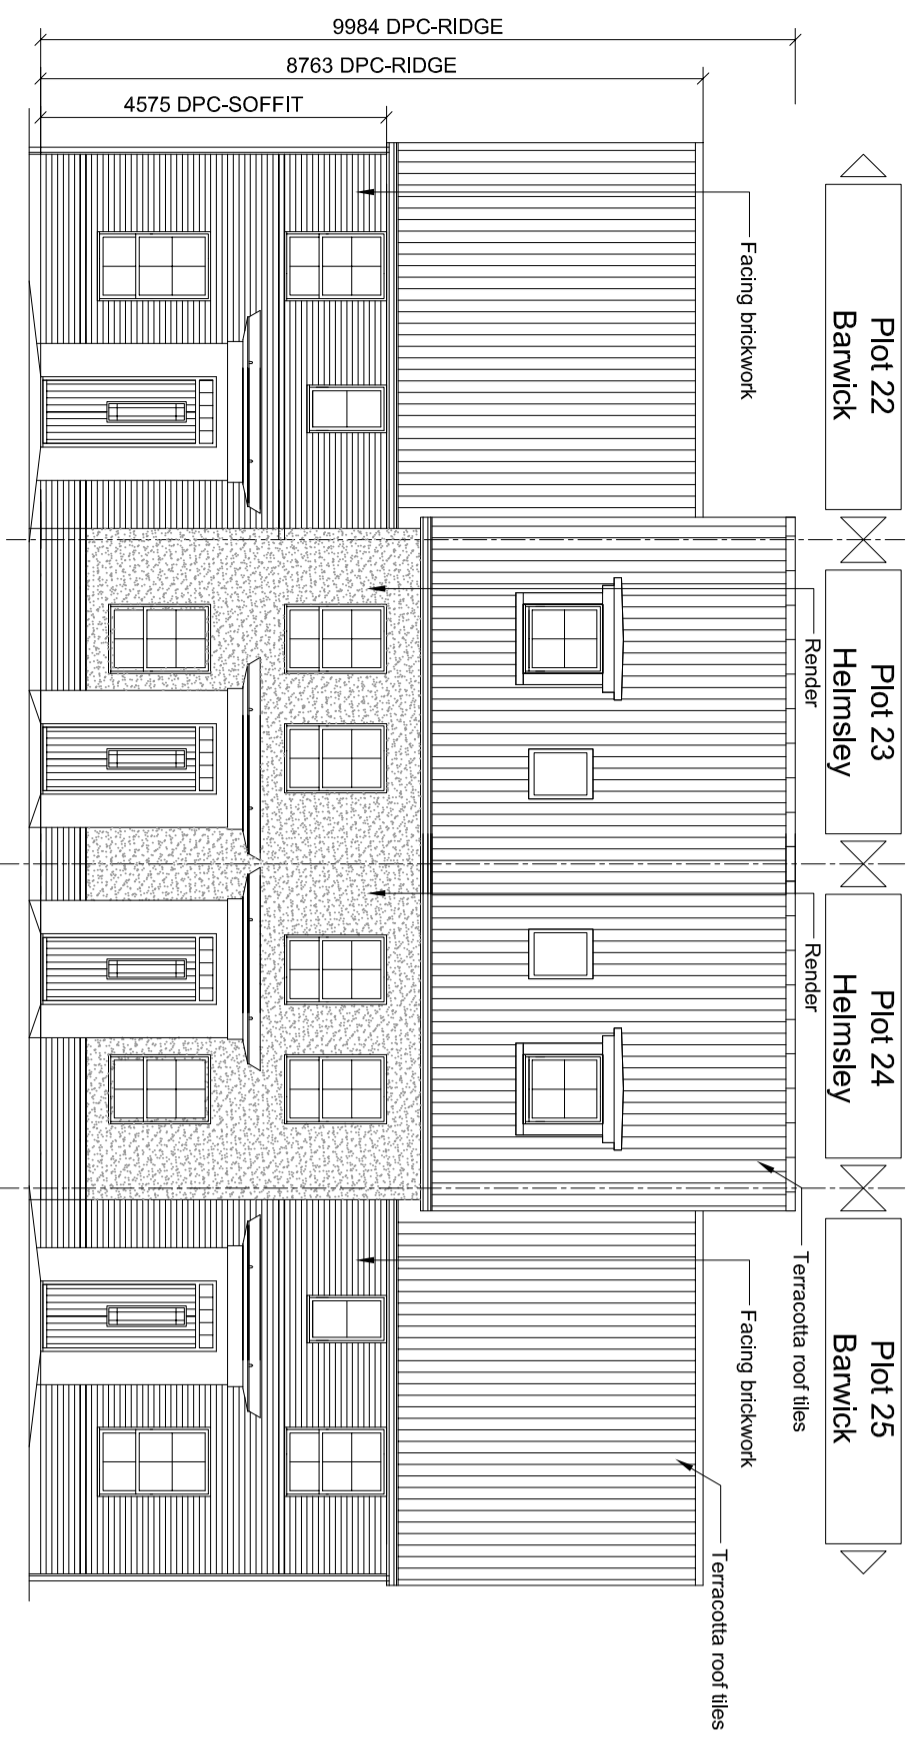 9984 DPC-RIDGE
8763 DPC-RIDGE
4575 DPC-SOFFIT
Plot 22
Barwick
Plot 23
Helmsley
Plot 24
Helmsley
Plot 25
Barwick
Facing brickwork
Render
Render
Terracotta roof tiles
Facing brickwork
Terracotta roof tiles